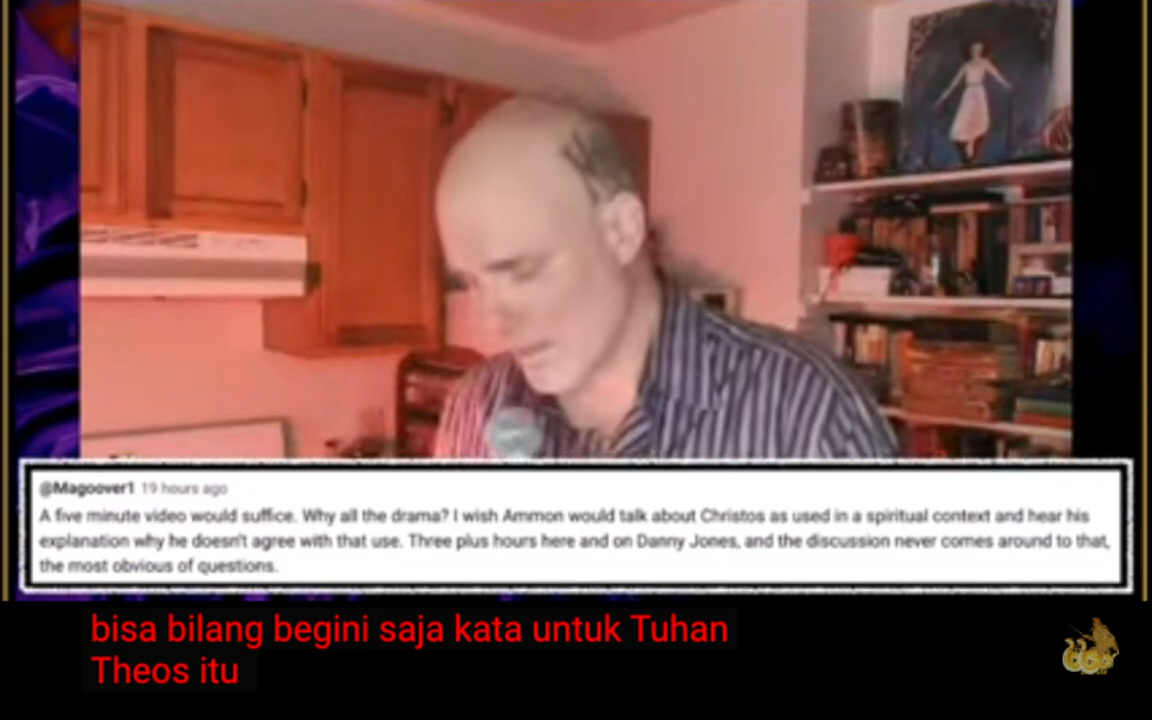 @Magoover1 19 hours ago
A five minute video would suffice. Why all the drama? I wish Ammon would talk about Christos as used in a spiritual context and hear his
explanation why he doesn't agree with that use. Three plus hours here and on Danny Jones, and the discussion never comes around to that,
the most obvious of questions.
bisa bilang begini saja kata untuk Tuhan
Theos itu